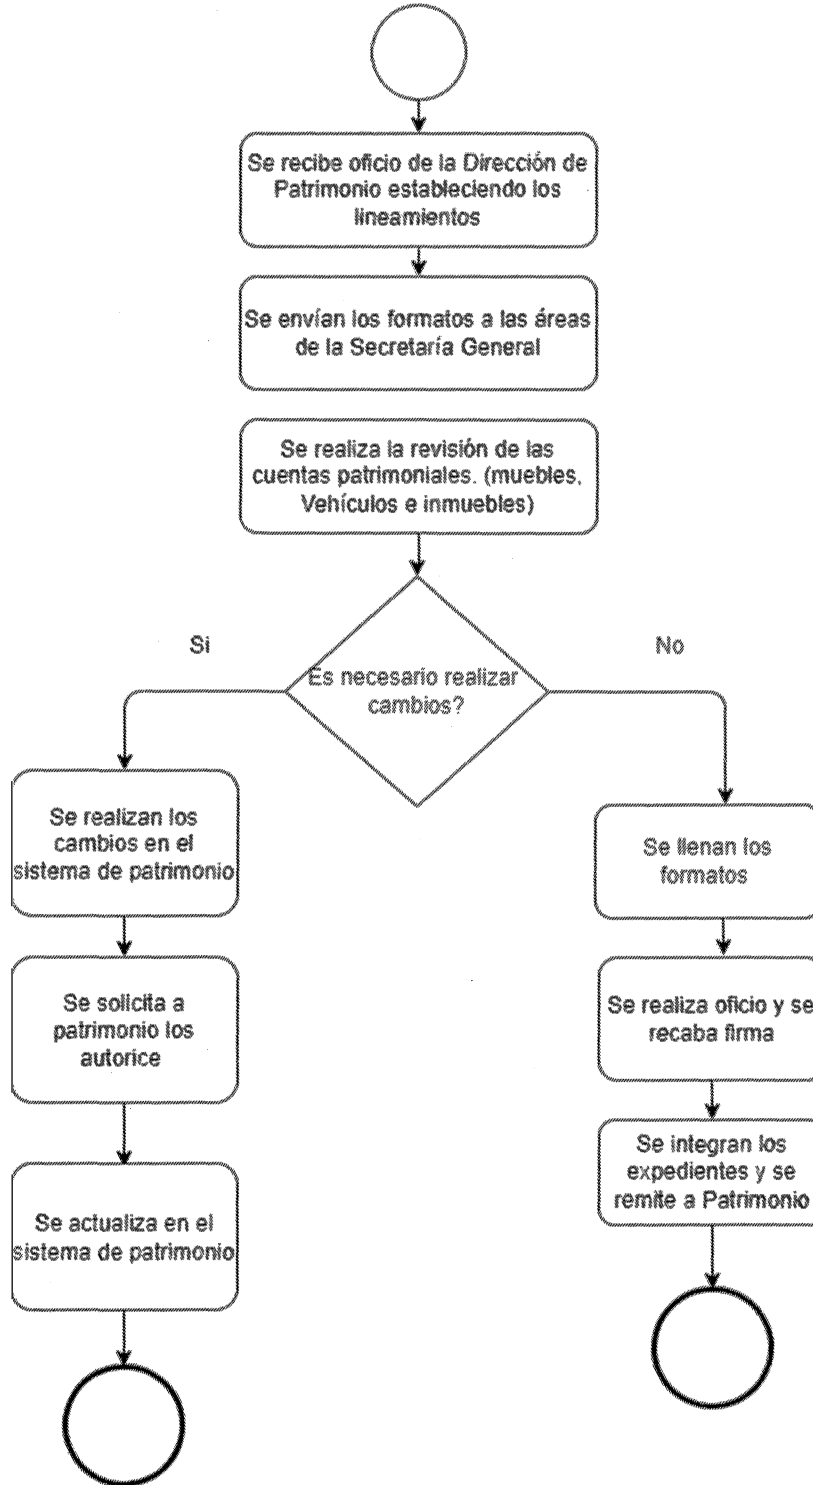 Se recibe oficio de la Dirección de
Patrimonio estableciendo los
lineamientos
Se envían los formatos a las áreas
de la Secretaría General
Se realiza la revisión de las
cuentas patrimoniales. (muebles,
Vehículos e inmuebles)
Si
No
Es necesario realizar
cambios?
Se realizan los
cambios en el
sistema de patrimonio
Se solicita a
patrimonio los
autorice
Se actualiza en el
sistema de patrimonio
Se llenan los
formatos
Se realiza oficio y se
recaba firma
Se integran los
expedientes y se
remite a Patrimonio